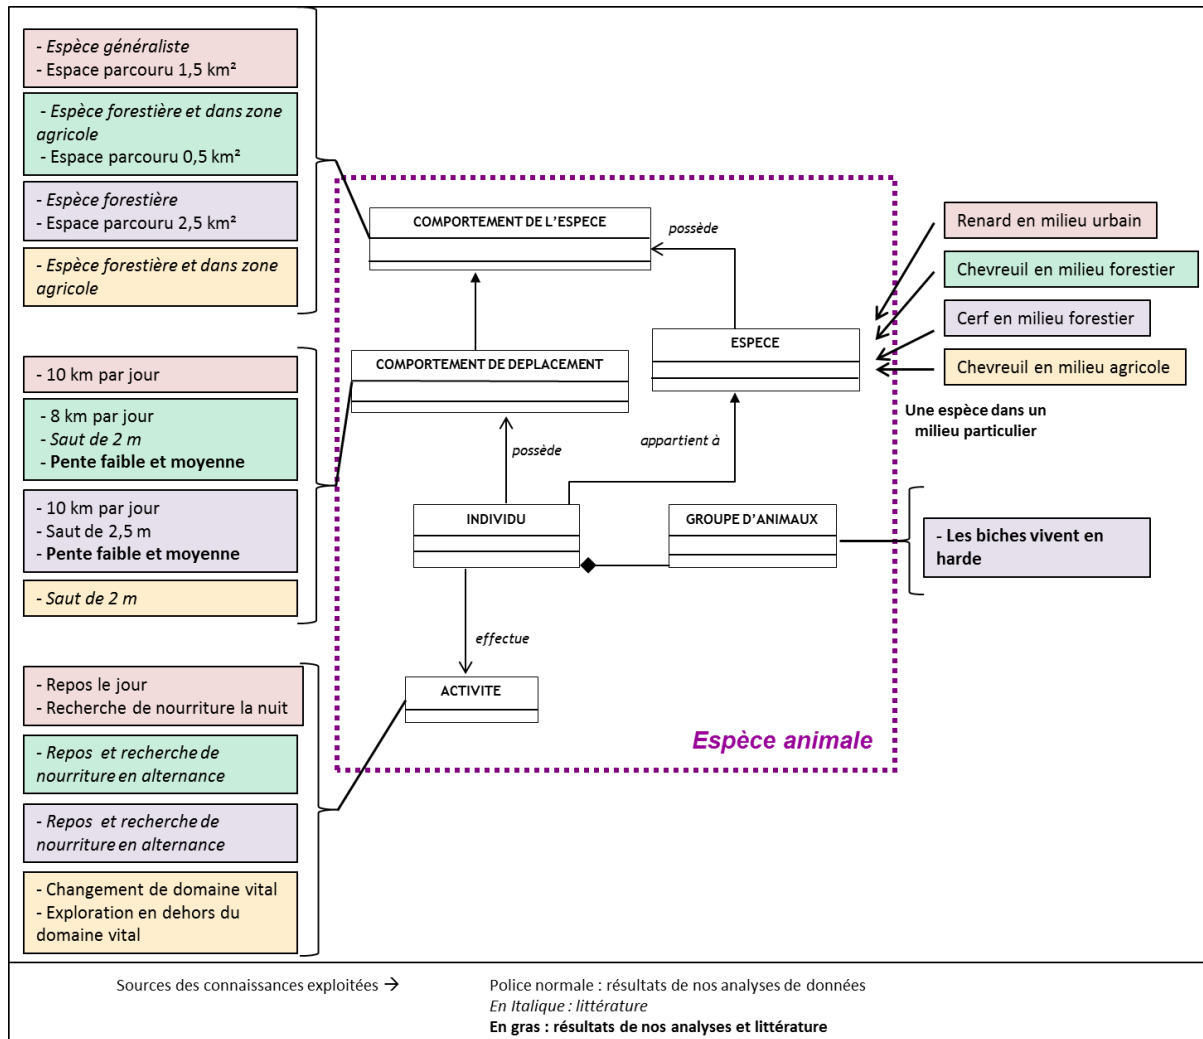 - Espèce généraliste
- Espace parcouru 1,5 km²
- Espèce forestière et dans zone
agricole
- Espace parcouru 0,5 km²
- Espèce forestière
- Espace parcouru 2,5 km²
- Espèce forestière et dans zone
agricole
- 10 km par jour
- 8 km par jour
- Saut de 2 m
- Pente faible et moyenne
- 10 km par jour
- Saut de 2,5 m
- Pente faible et moyenne
- Saut de 2 m
- Repos le jour
- Recherche de nourriture la nuit
- Repos et recherche de
nourriture en alternance
- Repos et recherche de
nourriture en alternance
- Changement de domaine vital
- Exploration en dehors du
domaine vital
COMPORTEMENT DE L'ESPECE
possède
ESPECE
COMPORTEMENT DE DEPLACEMENT
possède
appartient à
INDIVIDU
GROUPE D'ANIMAUX
effectue
ACTIVITE
Espèce animale
Renard en milieu urbain
Chevreuil en milieu forestier
Cerf en milieu forestier
Chevreuil en milieu agricole
Une espèce dans un
milieu particulier
- Les biches vivent en
harde
Sources des connaissances exploitées →
Police normale : résultats de nos analyses de données
En Italique : littérature
En gras : résultats de nos analyses et littérature